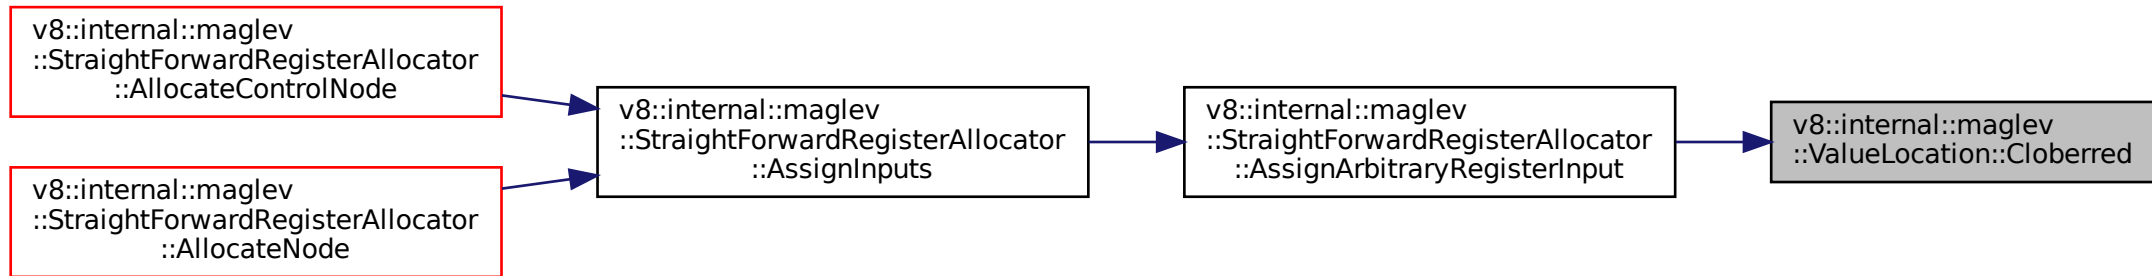 v8::internal::maglev
::StraightForwardRegisterAllocator
::AllocateControlNode
v8::internal::maglev
::StraightForwardRegisterAllocator
::AllocateNode
v8::internal::maglev
::StraightForwardRegisterAllocator
::AssignInputs
v8::internal::maglev
::StraightForwardRegisterAllocator
::AssignArbitraryRegisterInput
v8::internal::maglev
::ValueLocation::Cloberred